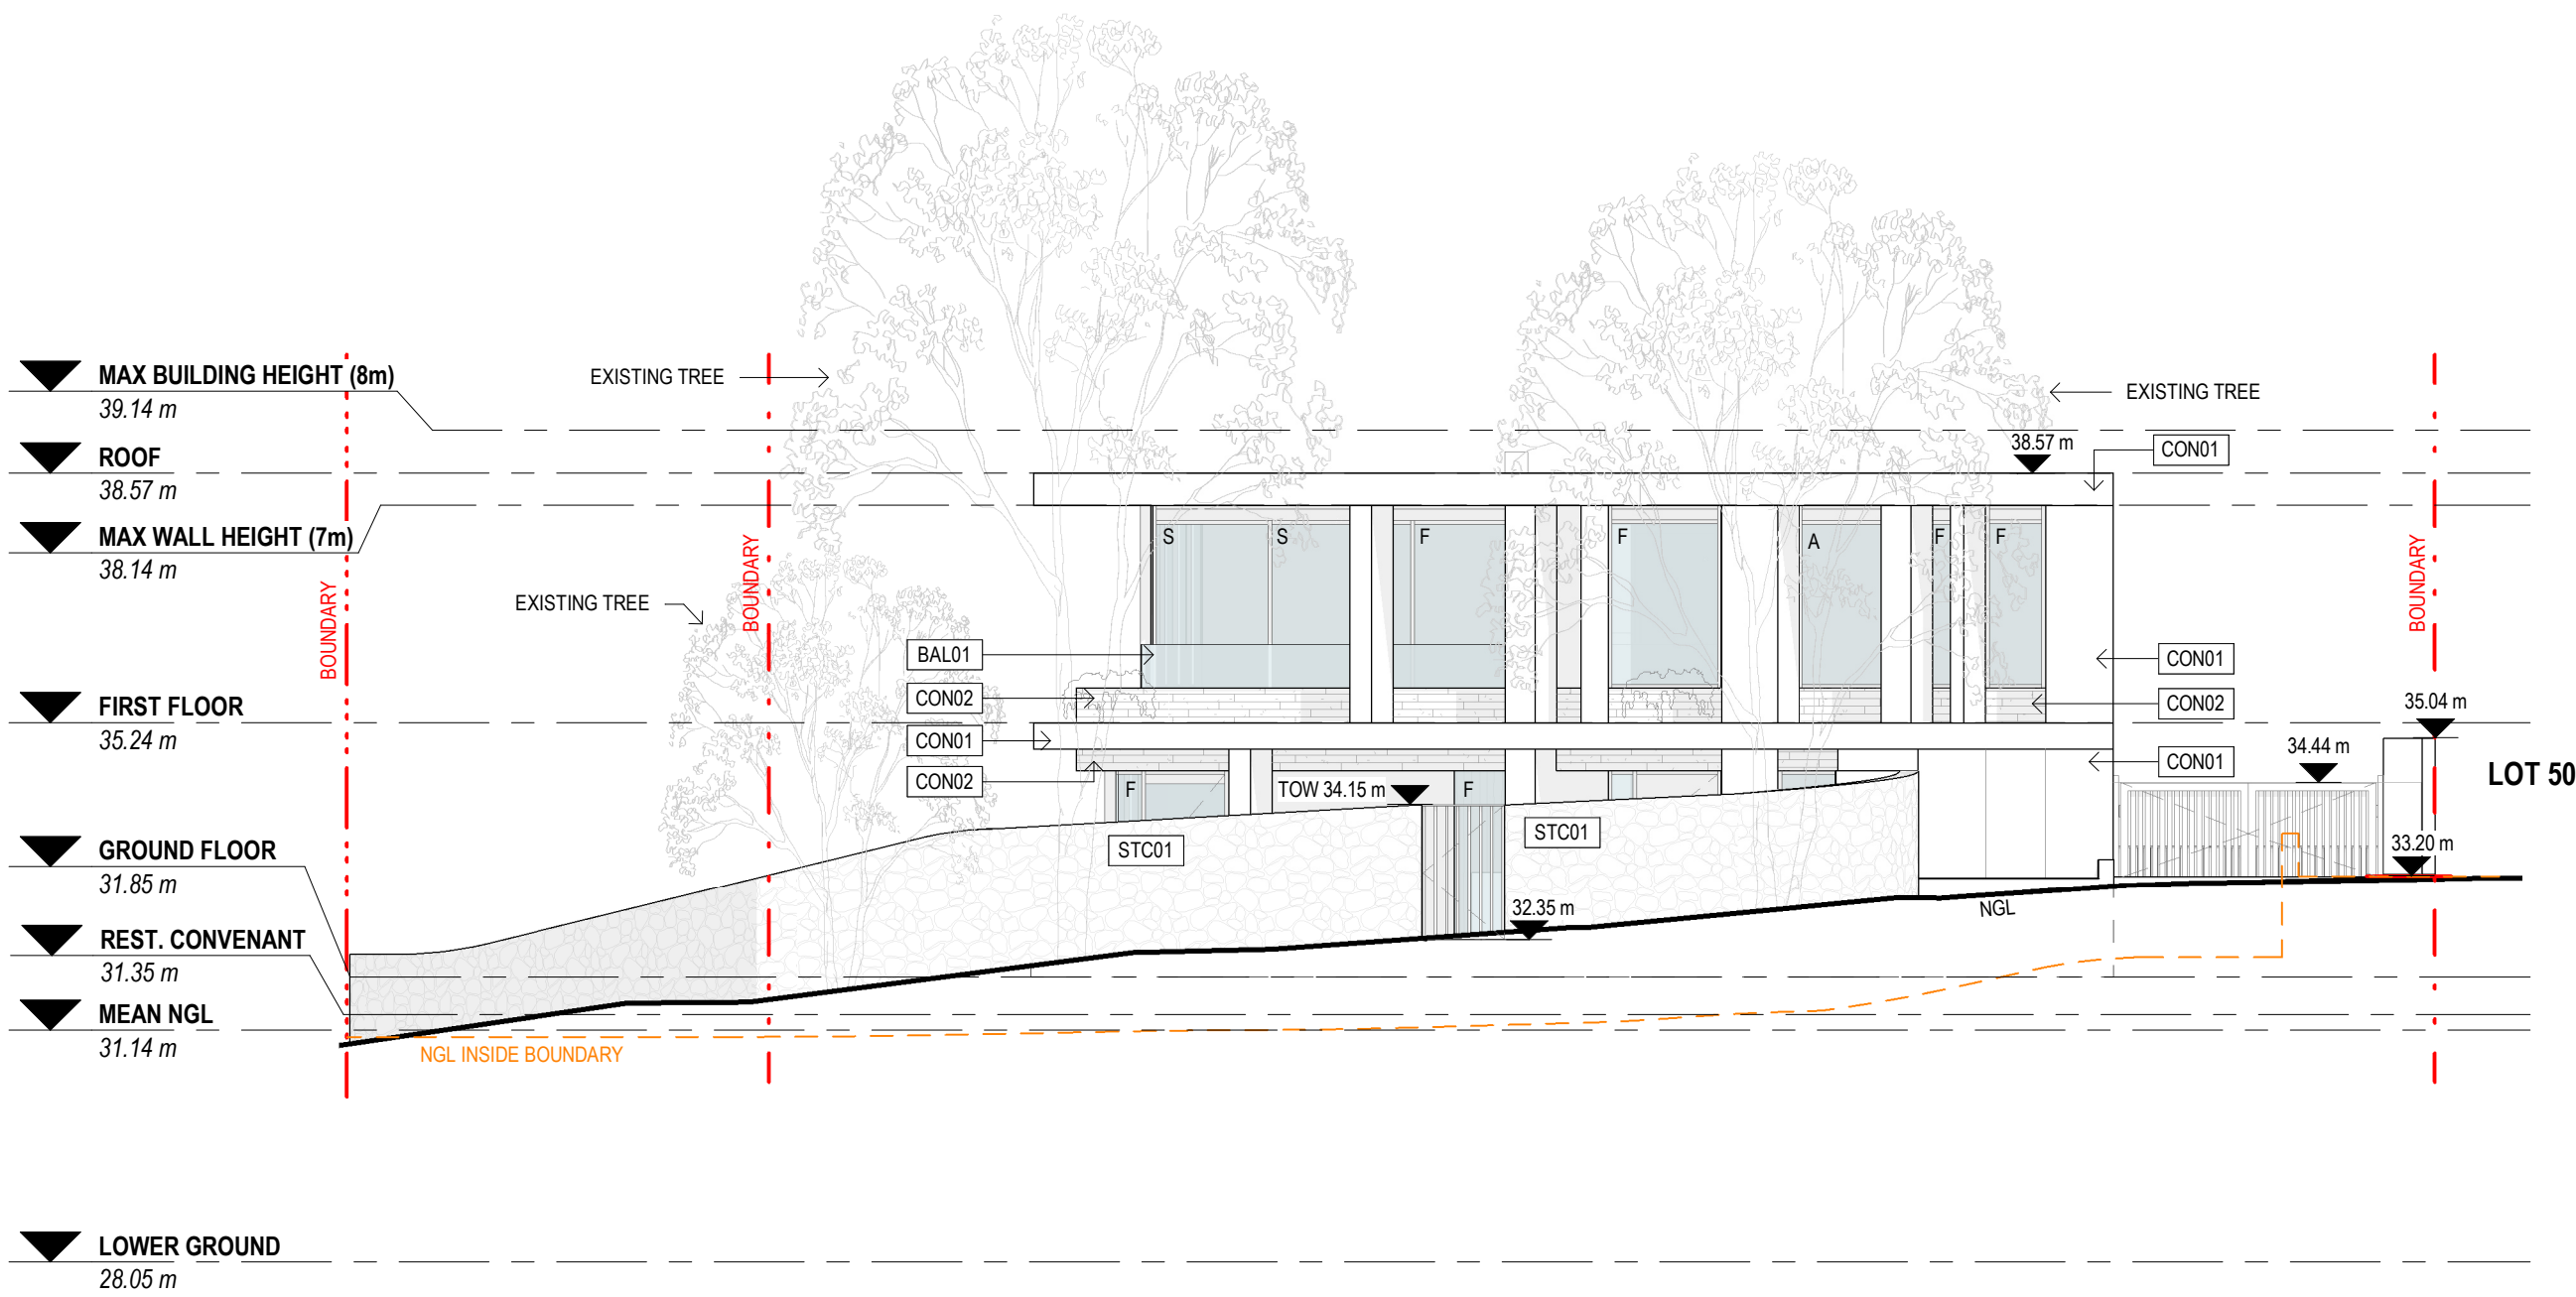 MAX BUILDING HEIGHT (8m)
39.14 m
EXISTING TREE
EXISTING TREE
ROOF
38.57 m
38.57 m
CON01
MAX WALL HEIGHT (7m)
38.14 m
S
S
F
F
A
F
F
BOUNDARY
BOUNDARY
BOUNDARY
EXISTING TREE
BAL01
CON01
CON02
CON02
FIRST FLOOR
35.24 m
35.04 m
CON01
34.44 m
CON01
CON02
LOT 50
F
TOW 34.15 m
F
STC01
STC01
GROUND FLOOR
31.85 m
33.20 m
32.35 m
NGL
REST. CONVENANT
31.35 m
MEAN NGL
31.14 m
NGL INSIDE BOUNDARY
LOWER GROUND
28.05 m